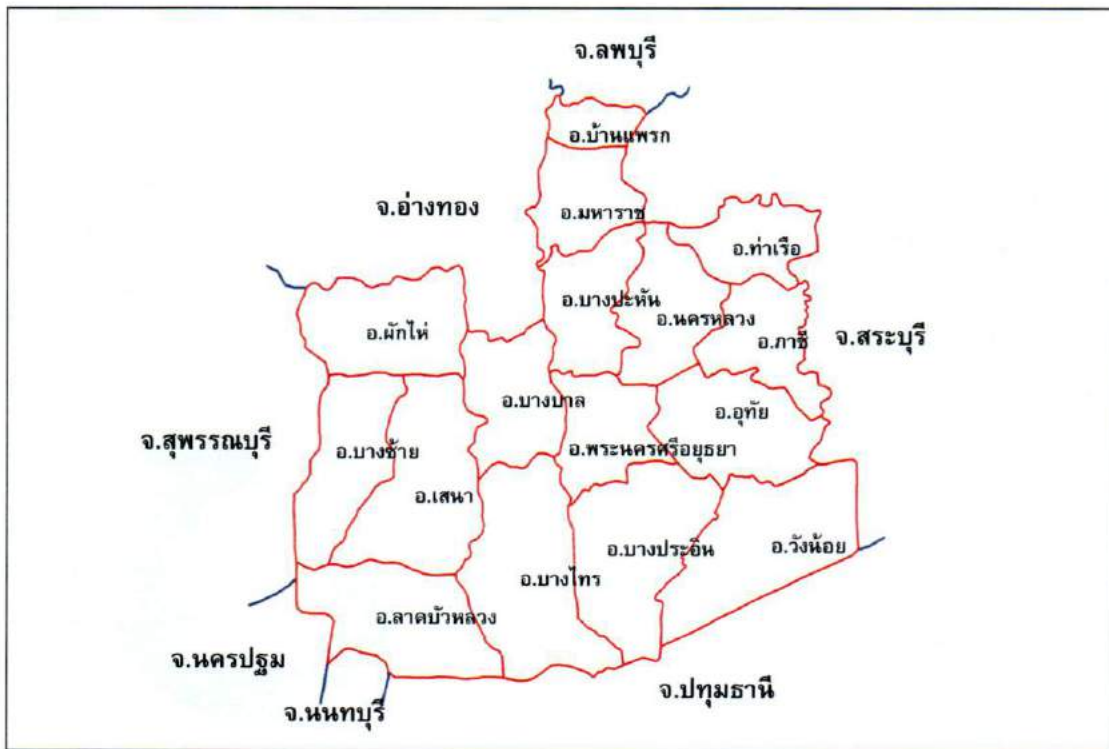 จ.ลพบุรี
อ.บ้านแพรก
จ.อ่างทอง
อ.มหาราช
อ.ท่าเรือ
อ.บางปะหัน
อ.นครหลวง
อ.ผักไห่
อ.ภาชี
จ.สระบุรี
อ.บางบาล
อ.อุทัย
จ.สุพรรณบุรี
อ.บางซ้าย
อ.พระนครศรีอยุธยา
อ.เสนา
อ.บางปะอิน
อ.วังน้อย
อ.บางไทร
อ.ลาดบัวหลวง
จ.นครปฐม
จ.ปทุมธานี
จ.นนทบุรี